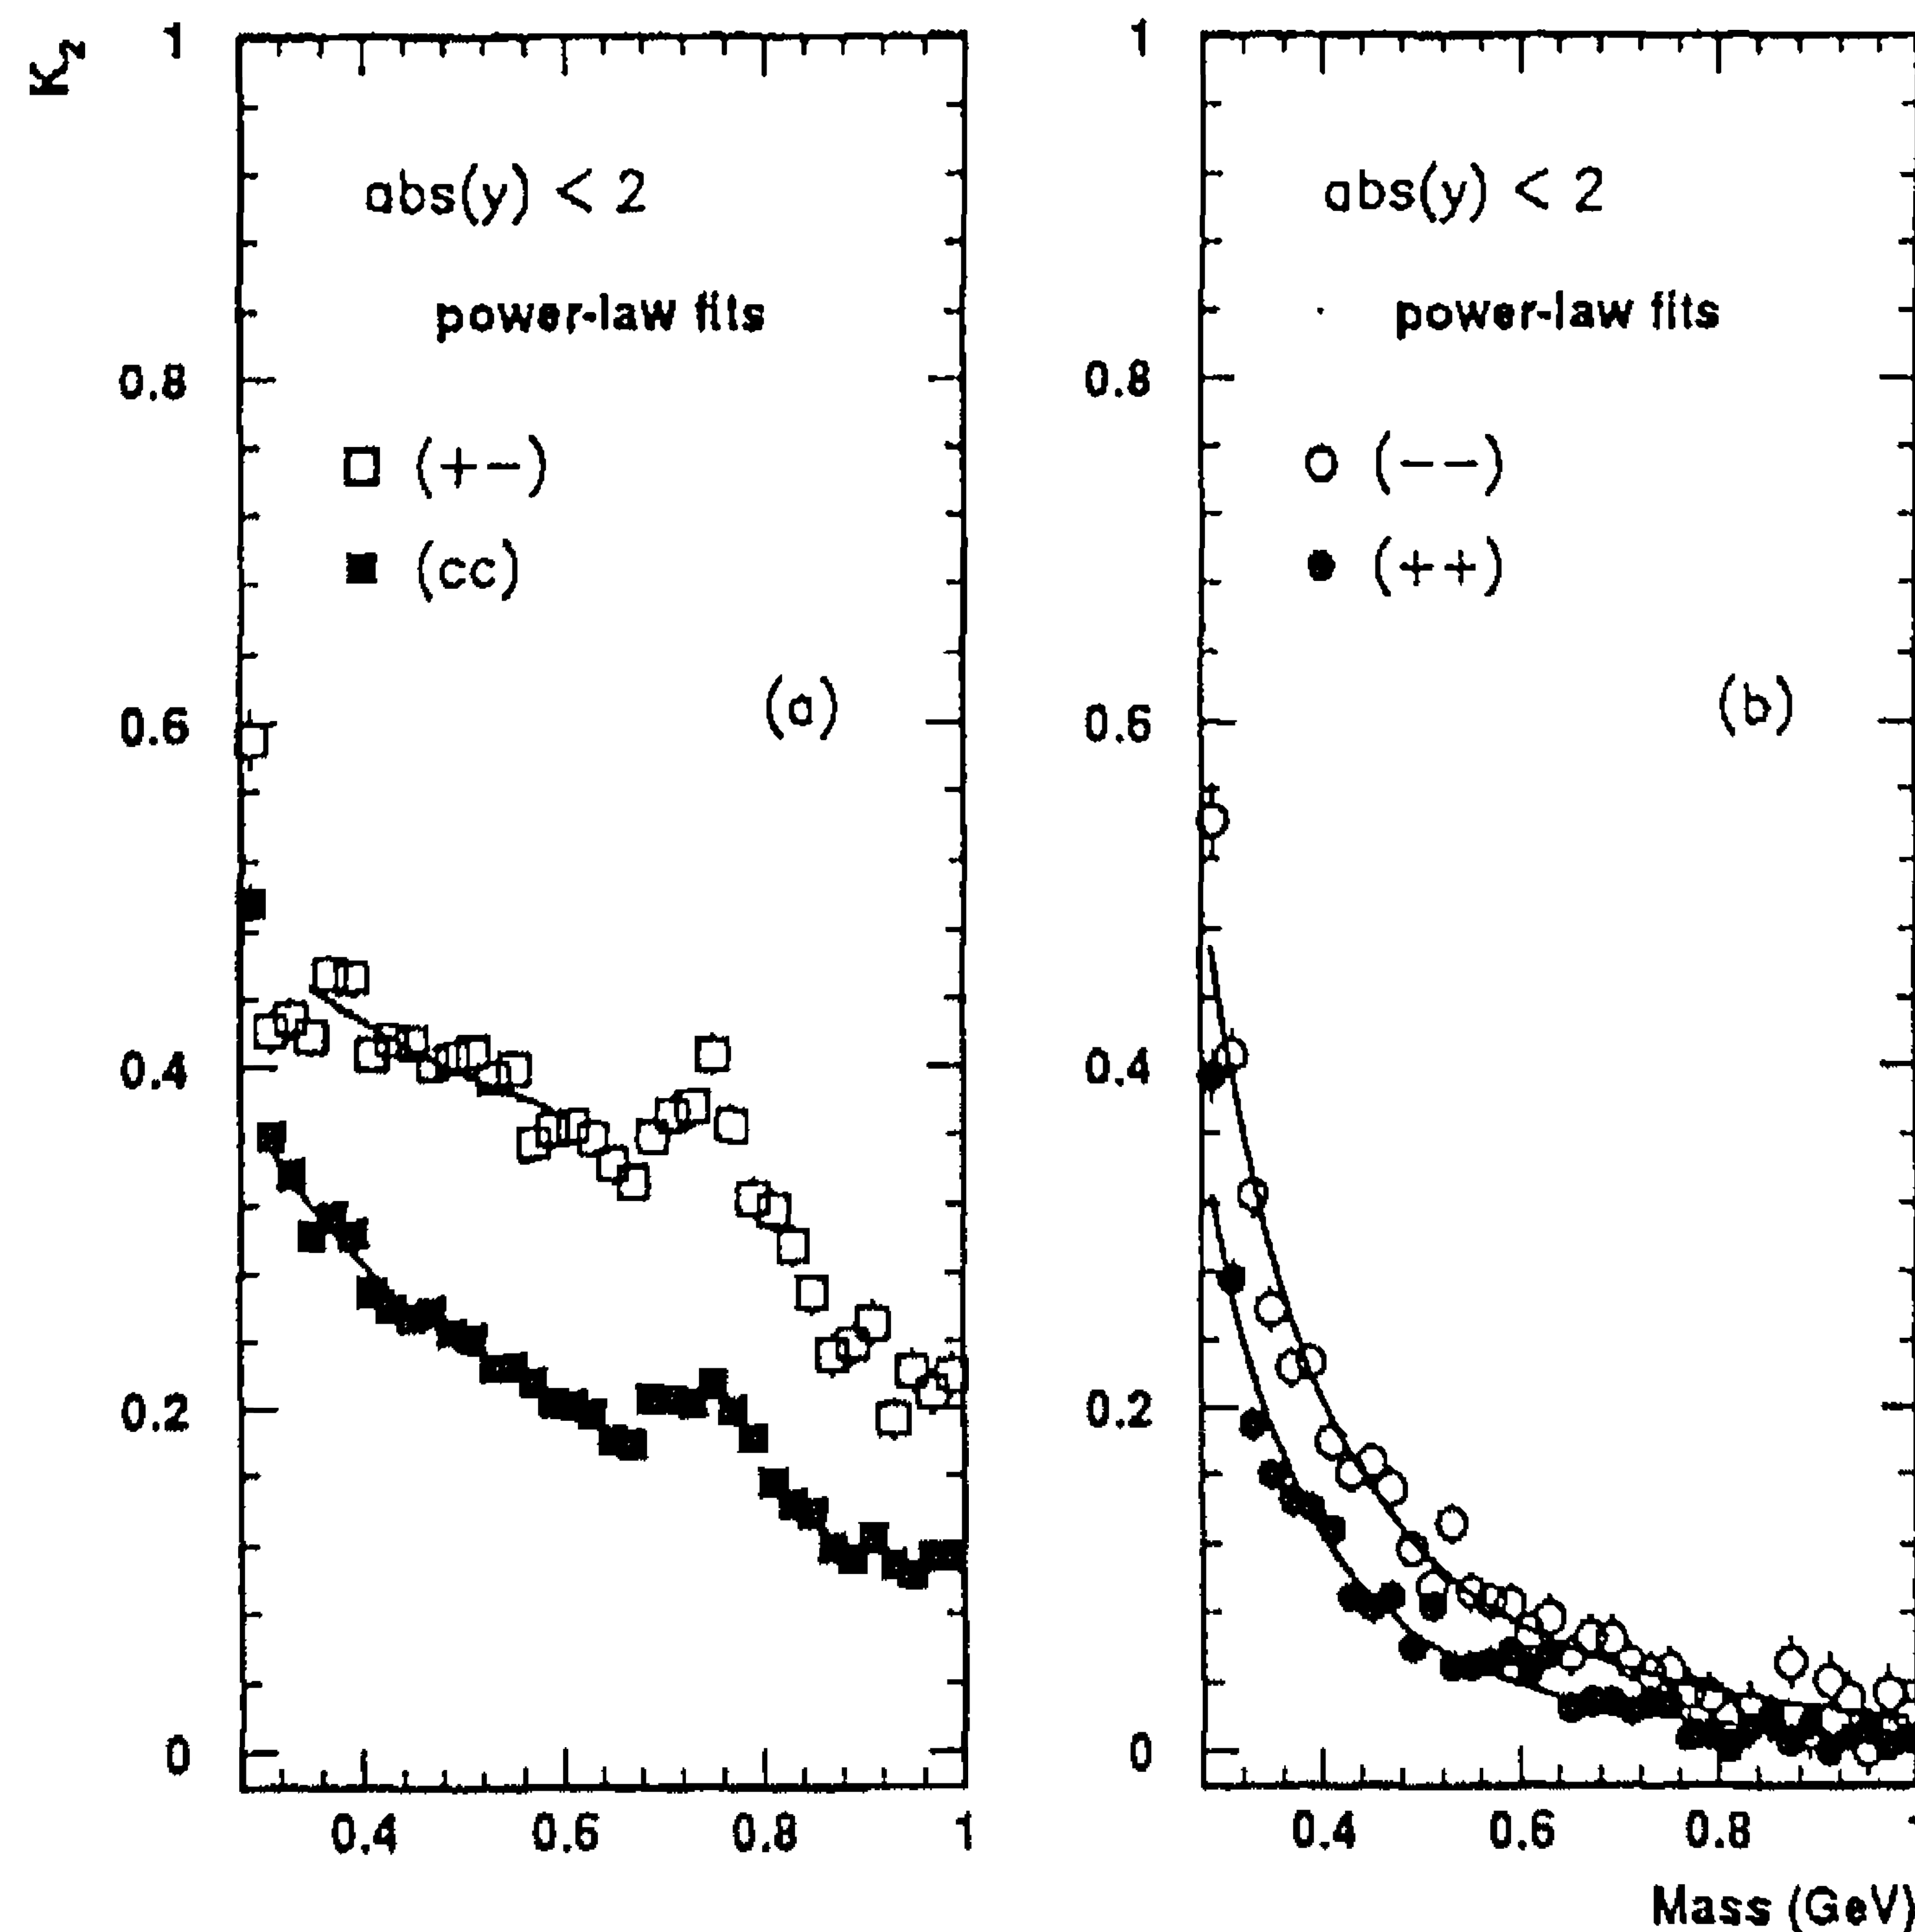 K2
1
abs(y) < 2
power-law fits
0.8
(+−)
(cc)
(a)
0.6
0.4
0.2
0
0.4 0.6 0.8 1
1
abs(y) < 2
power-law fits
0.8
(−−)
(++)
(b)
0.6
0.4
0.2
0
0.4 0.6 0.8
Mass (GeV)